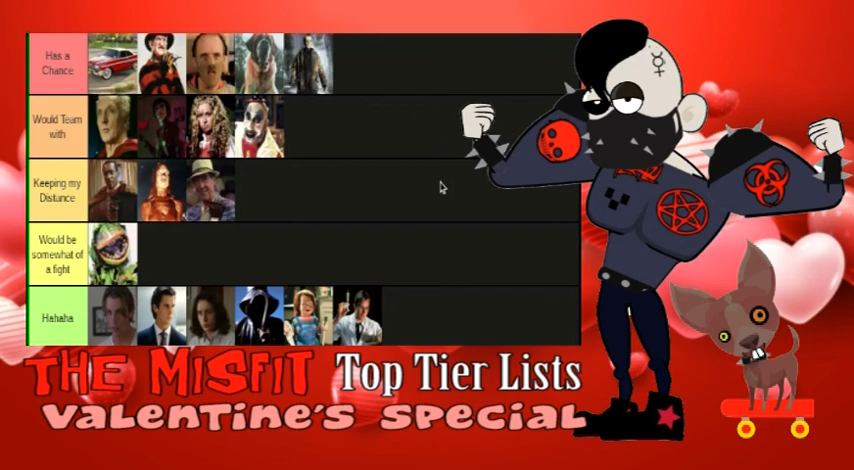 Has a
Chance
Would Team
with
Keeping my
Distance
Would be
somewhat of
a fight
Hahaha
THE MISFIT Top Tier Lists
VALENTINE'S SPECIAL